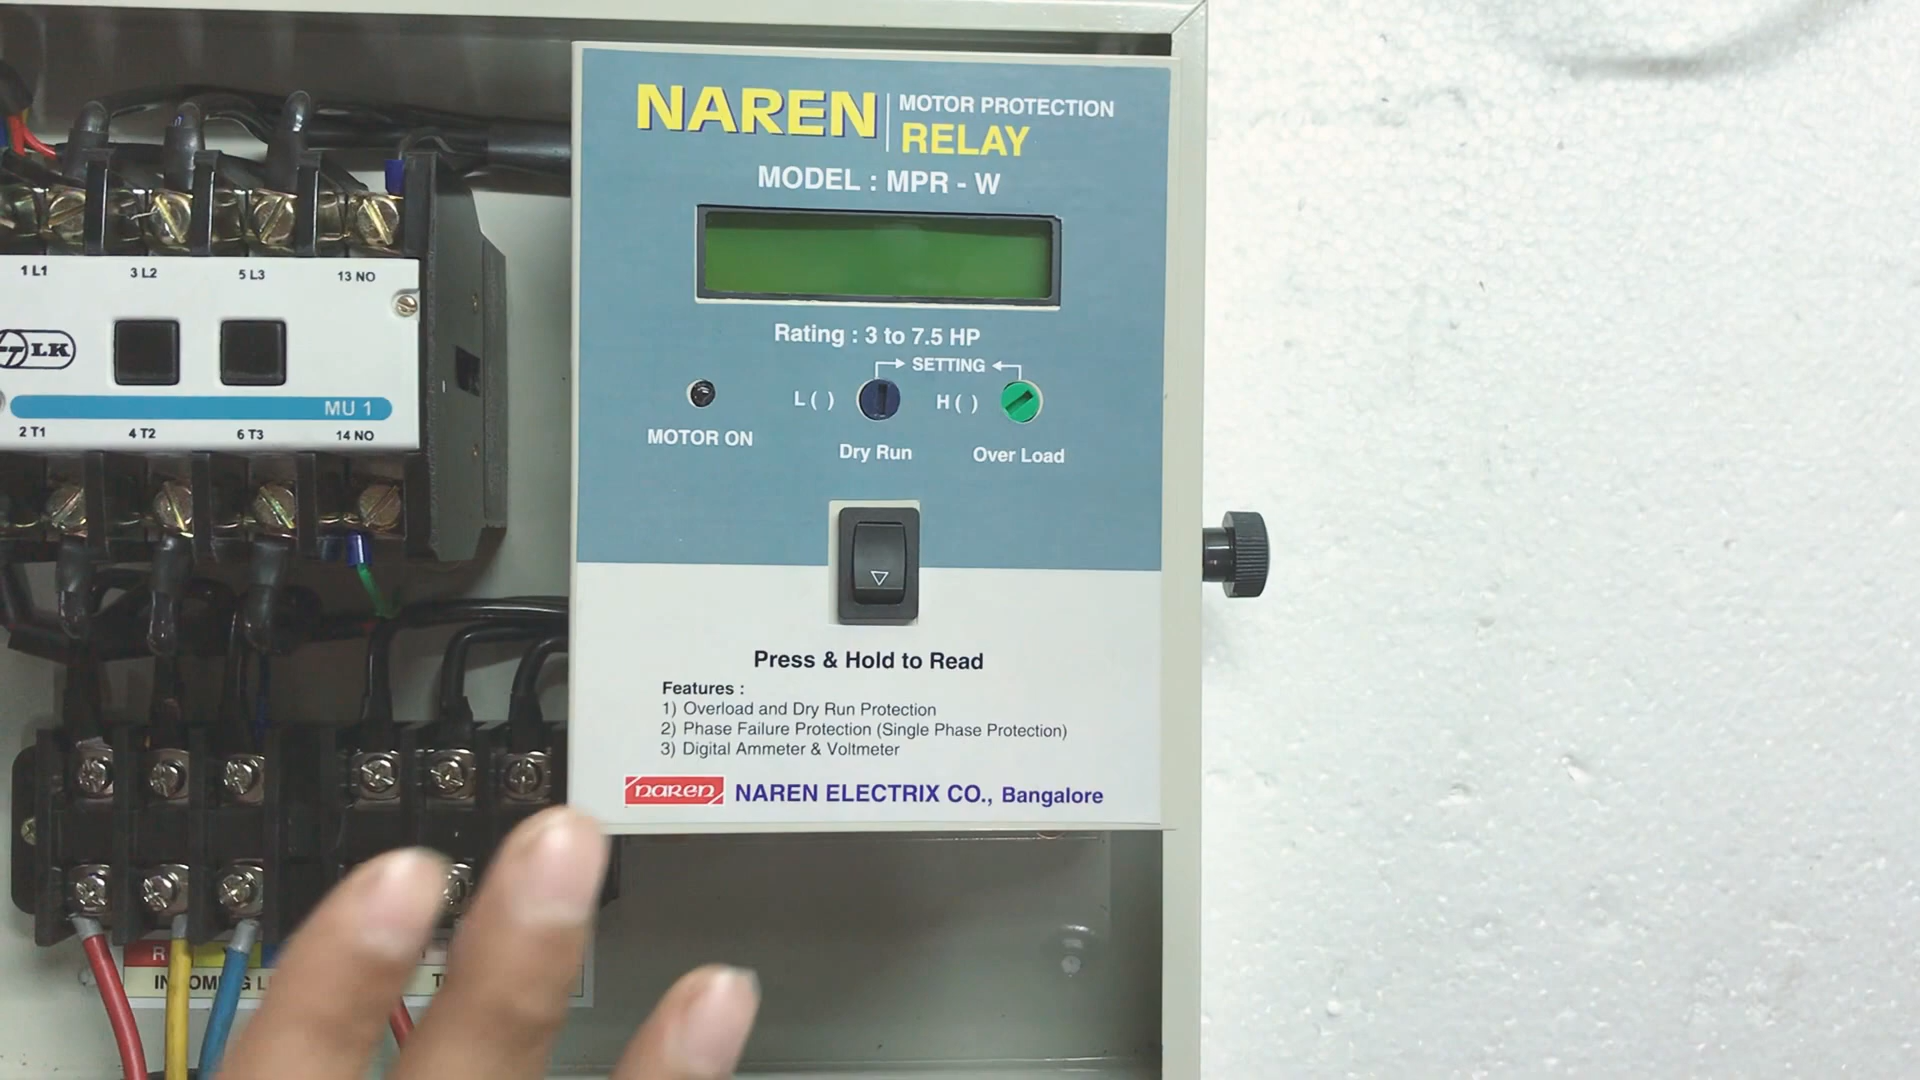 NAREN
MOTOR PROTECTION
RELAY
MODEL : MPR - W
1 L1 3 L2 5 L3 13 NO
LK
MU 1
2 T1 4 T2 6 T3 14 NO
Rating : 3 to 7.5 HP
SETTING
L ( ) H ( )
MOTOR ON
Dry Run Over Load
Press & Hold to Read
Features :
1) Overload and Dry Run Protection
2) Phase Failure Protection (Single Phase Protection)
3) Digital Ammeter & Voltmeter
naren NAREN ELECTRIX CO., Bangalore
R